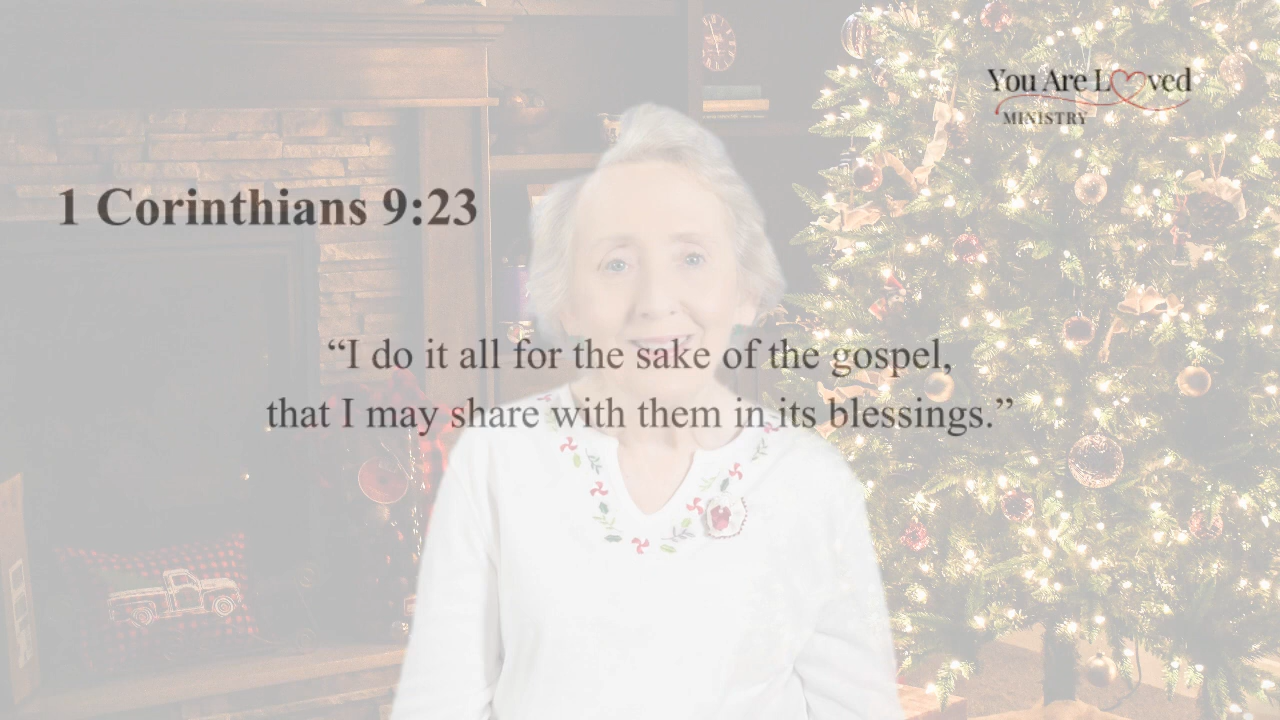 You Are Loved
MINISTRY
1 Corinthians 9:23
“I do it all for the sake of the gospel,
that I may share with them in its blessings.”